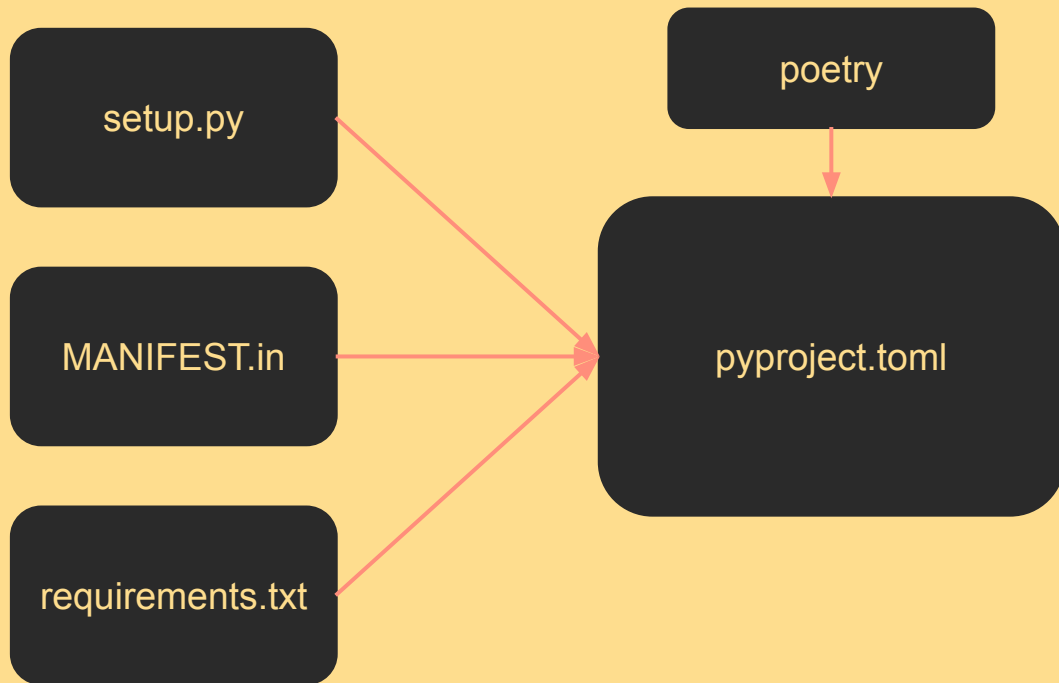 setup.py
poetry
MANIFEST.in
pyproject.toml
requirements.txt